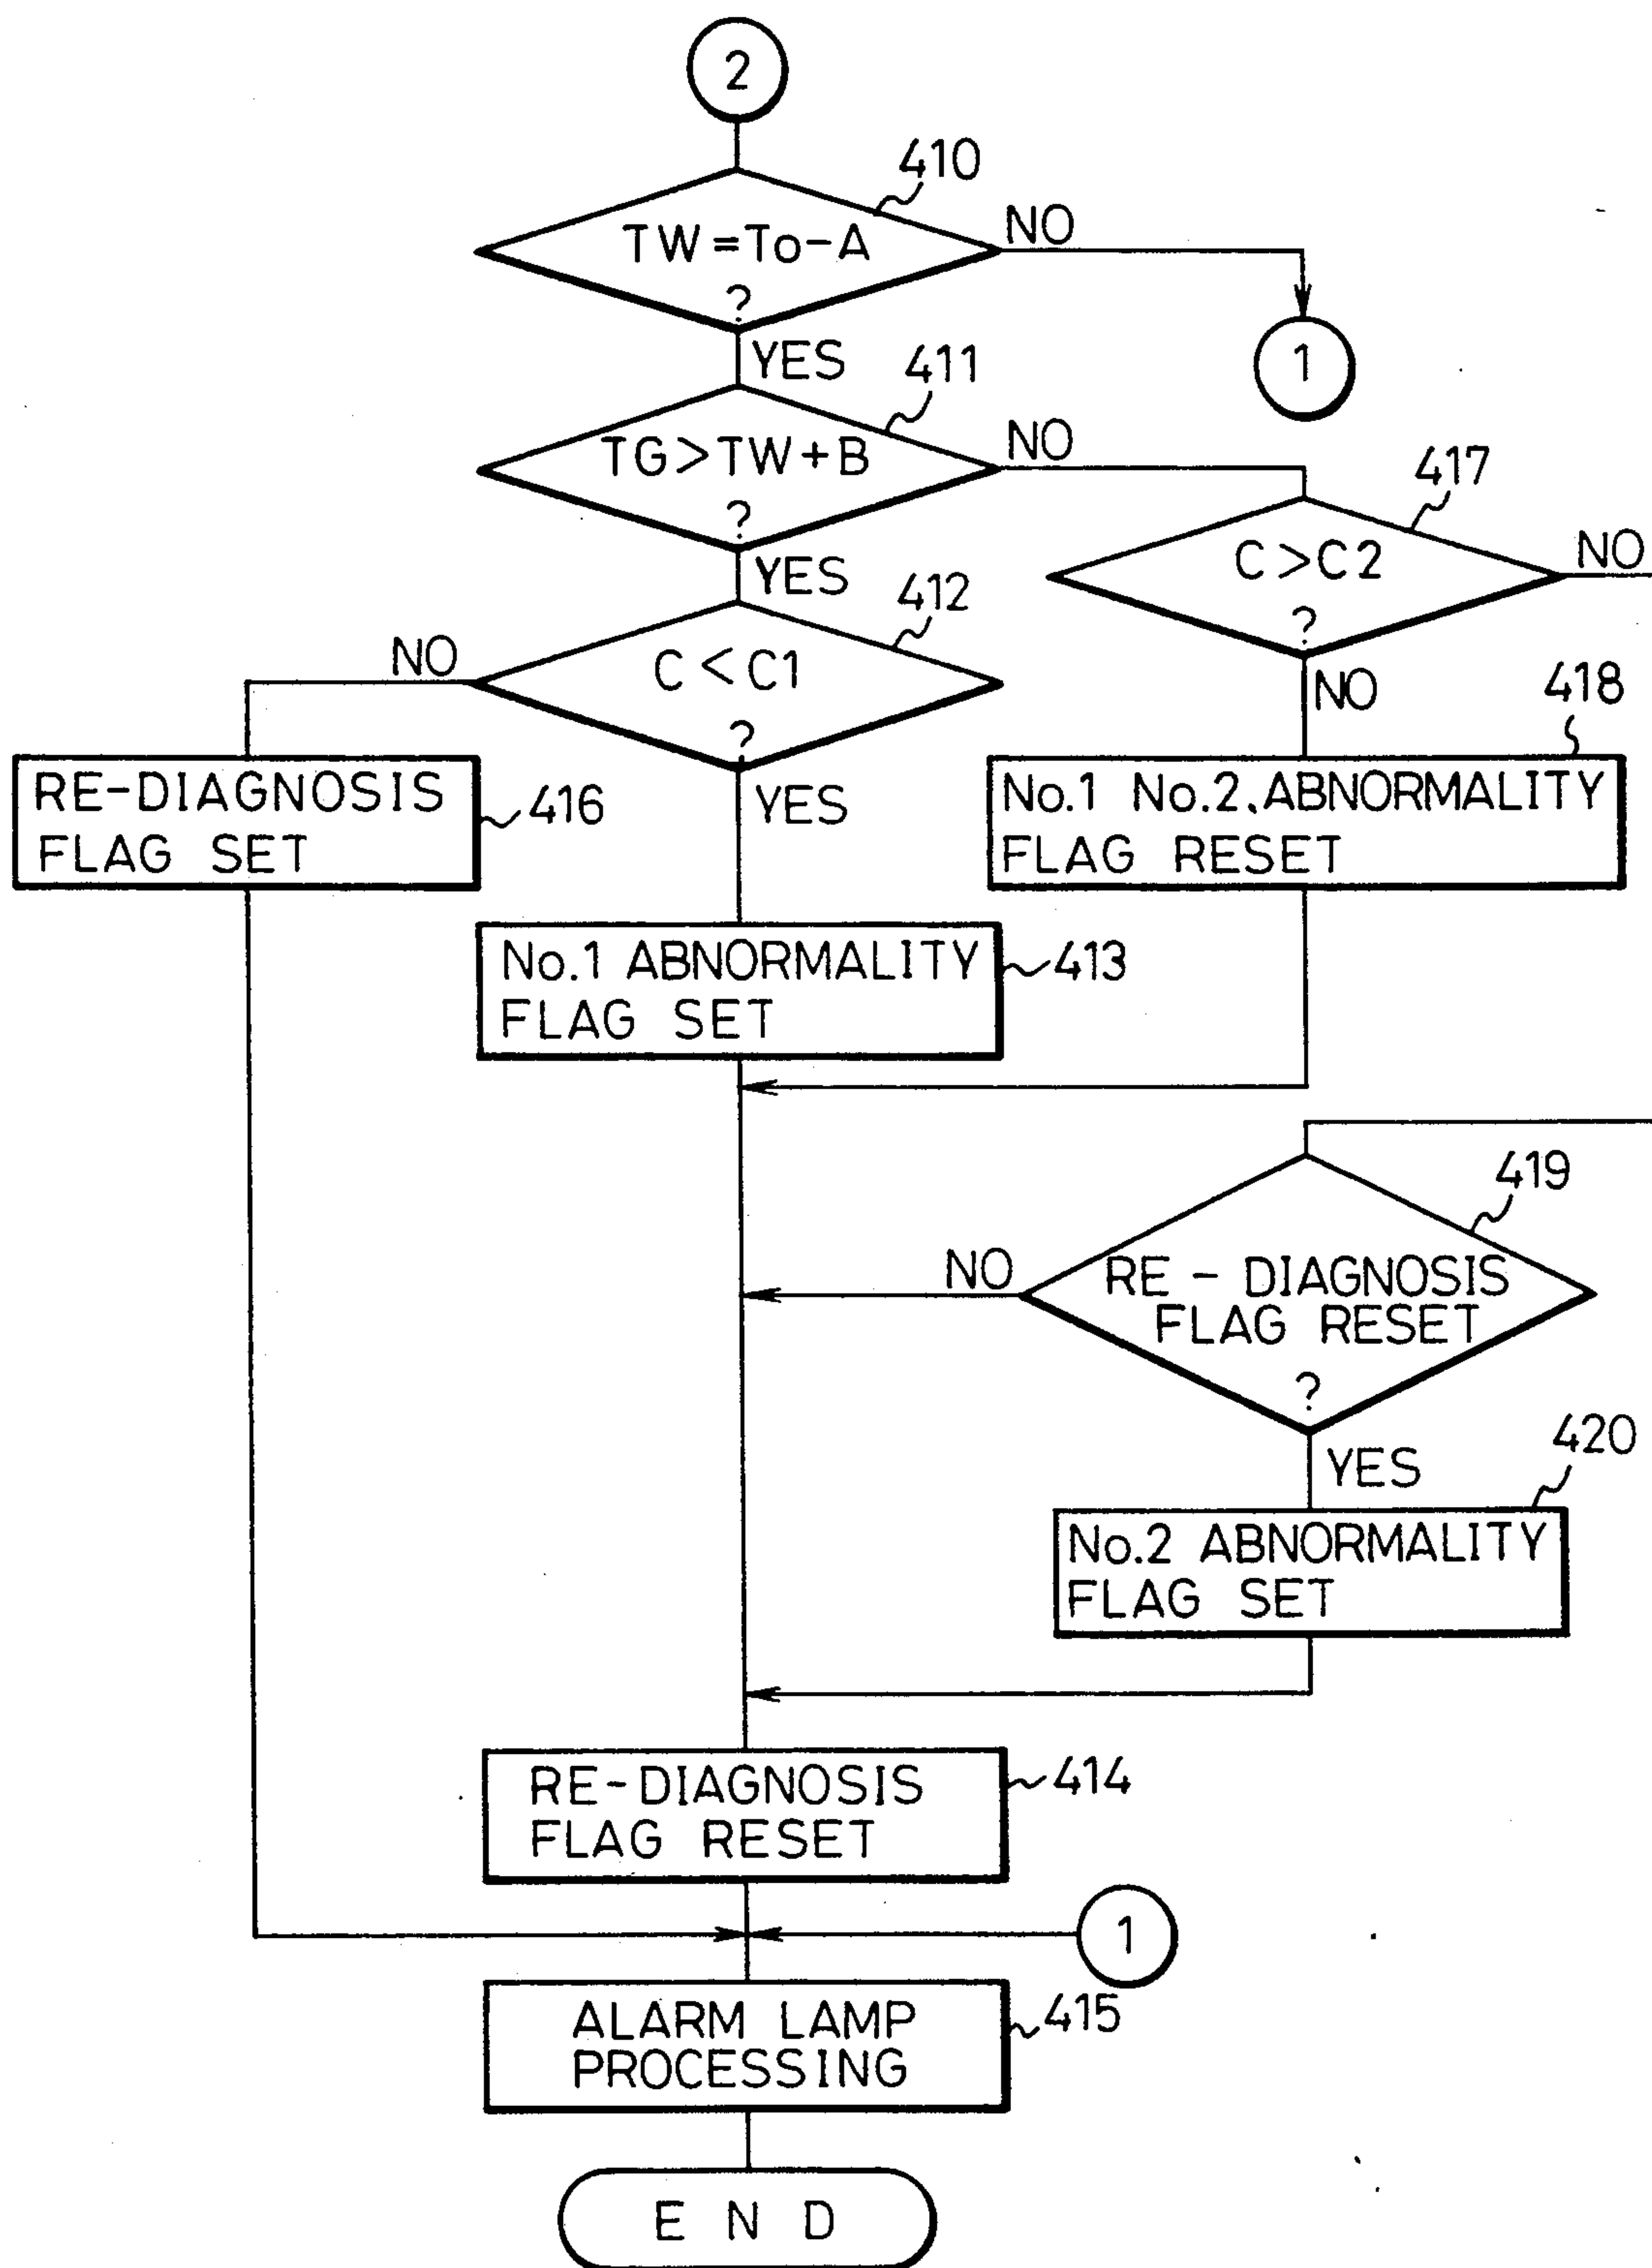 2
410
TW=To-A
?
NO
1
YES
411
TG>TW+B
?
NO
417
C>C2
?
NO
YES
412
C<C1
?
NO
YES
NO
418
RE-DIAGNOSIS
FLAG SET
416
No.1 No.2.ABNORMALITY
FLAG RESET
No.1 ABNORMALITY
FLAG SET
413
419
RE-DIAGNOSIS
FLAG RESET
?
NO
YES
420
No.2 ABNORMALITY
FLAG SET
RE-DIAGNOSIS
FLAG RESET
414
1
ALARM LAMP
PROCESSING
415
END